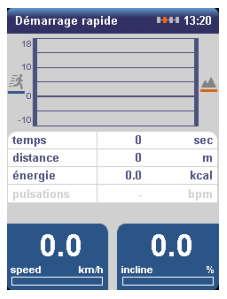 Démarrage rapide 13:20
18
10
0
-10
temps 0 sec
distance 0 m
énergie 0.0 kcal
pulsations - bpm
0.0 0.0
speed km/h incline %